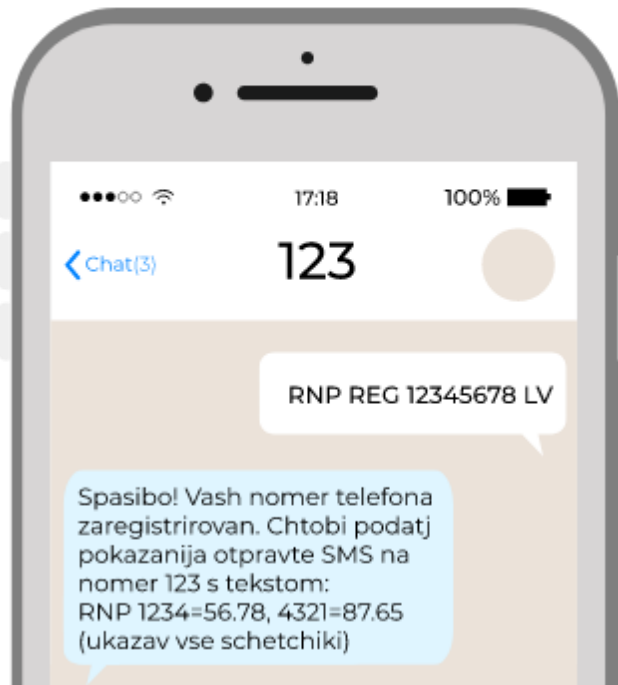 17:18
100%
Chat(3)
123
RNP REG 12345678 LV
Spasibo! Vash nomer telefona
zaregistrirovan. Chtobi podatj
pokazanija otpravte SMS na
nomer 123 s tekstom:
RNP 1234=56.78, 4321=87.65
(ukazav vse schetchiki)